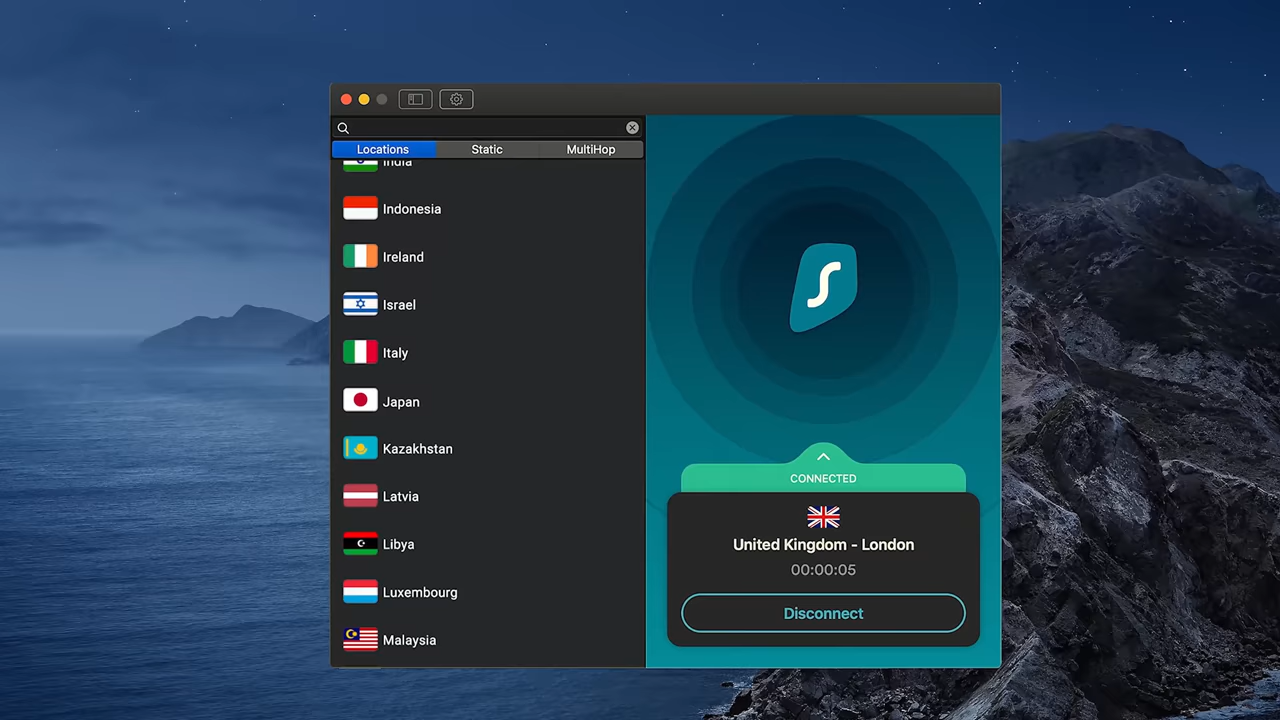 Locations
Static
MultiHop
India
Indonesia
Ireland
Israel
Italy
Japan
Kazakhstan
Latvia
Libya
Luxembourg
Malaysia
CONNECTED
United Kingdom - London
00:00:05
Disconnect